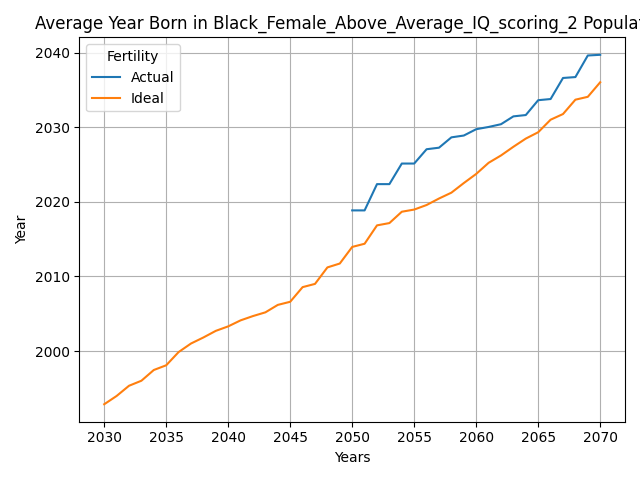 Average Year Born in Black_Female_Above_Average_IQ_scoring_2 Populat
2040
2030
2020
2010
2000
Year
Fertility
Actual
Ideal
2030 2035 2040 2045 2050 2055 2060 2065 2070
Years